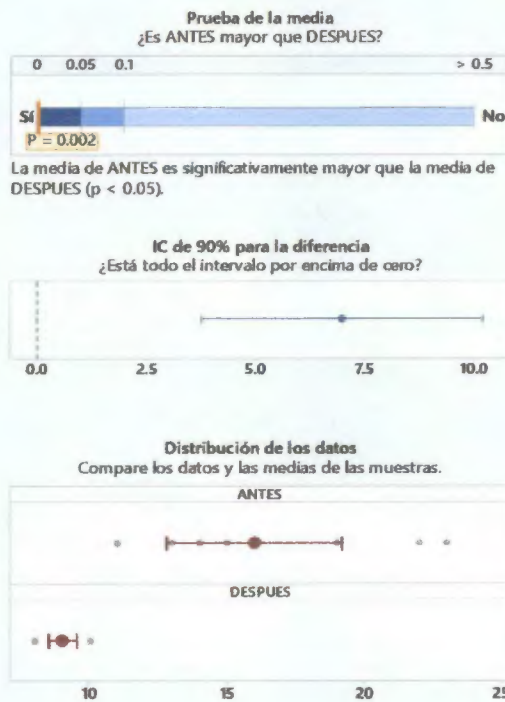 Prueba de la media
¿Es ANTES mayor que DESPUES?
0 0.05 0.1 > 0.5
Sí No
P = 0.002
La media de ANTES es significativamente mayor que la media de
DESPUES (p < 0.05).
IC de 90% para la diferencia
¿Está todo el intervalo por encima de cero?
0.0 2.5 5.0 7.5 10.0
Distribución de los datos
Compare los datos y las medias de las muestras.
ANTES
DESPUES
10 15 20 25